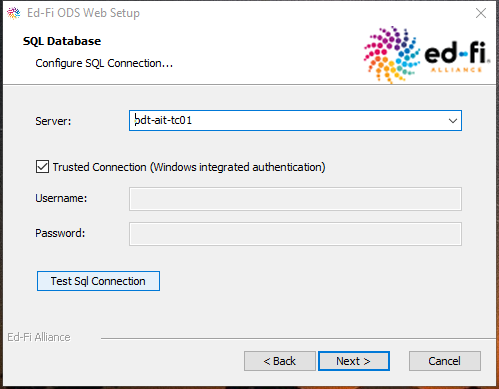 Ed-Fi ODS Web Setup
SQL Database
Configure SQL Connection...
ed-fi
ALLIANCE
Server:
pdt-ait-tc01
Trusted Connection (Windows integrated authentication)
Username:
Password:
Test Sql Connection
Ed-Fi Alliance
< Back
Next >
Cancel